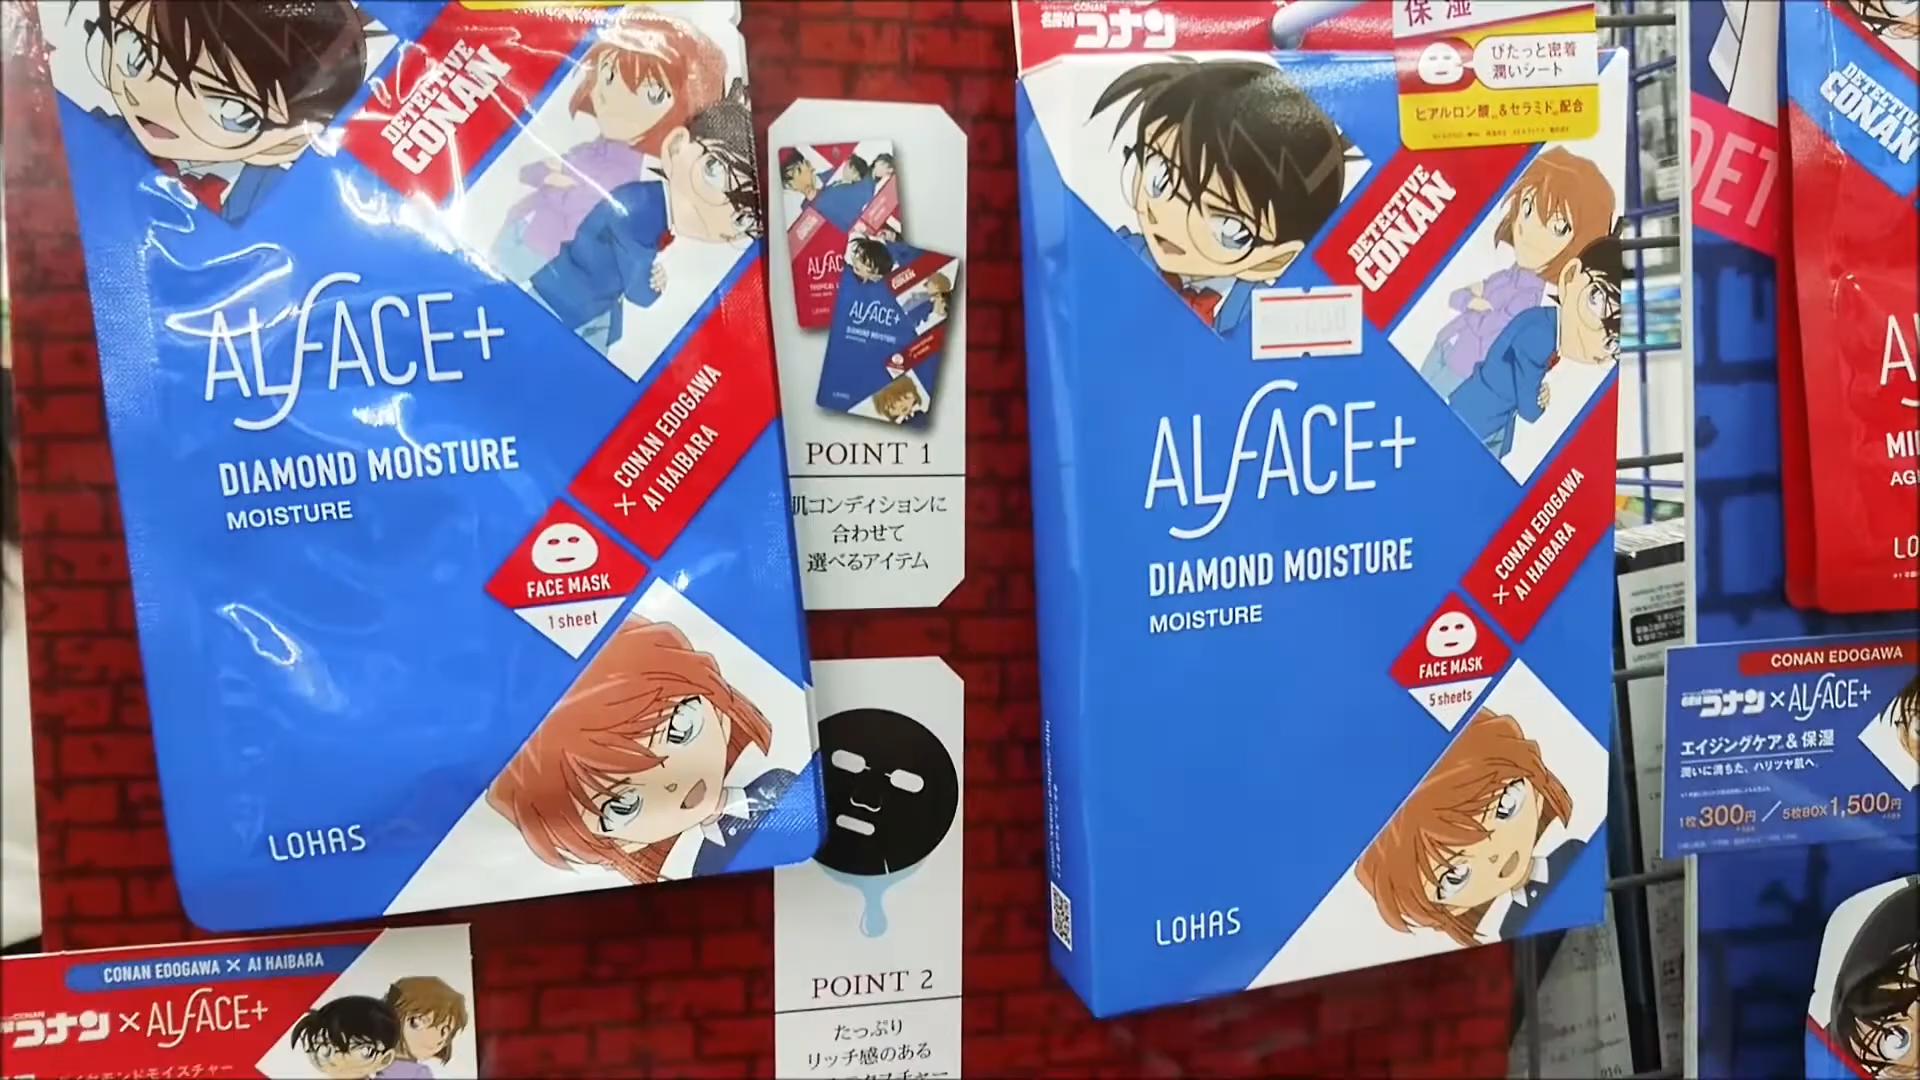 DETECTIVE
CONAN
ALFACE+
DIAMOND MOISTURE
MOISTURE
+ CONAN EDOGAWA
AI HAIBARA
FACE MASK
1 sheet
LOHAS
CONAN EDOGAWA × AI HAIBARA
コナン×ALFACE+
POINT 1
肌コンディションに
合わせて
選べるアイテム
ALFACE+
DIAMOND MOISTURE
POINT 2
たっぷり
リッチ感のある
名探偵コナン
保湿
ぴたっと密着
潤いシート
ヒアルロン酸&セラミド配合
DETECTIVE
CONAN
ALFACE+
DIAMOND MOISTURE
MOISTURE
+ CONAN EDOGAWA
AI HAIBARA
FACE MASK
5 sheets
LOHAS
DET
DETECTIVE
CONAN
CONAN EDOGAWA
名探偵コナン×ALFACE+
エイジングケア&保湿
潤いに満ちた、ハリツヤ肌へ。
1枚300円/5枚BOX1,500円